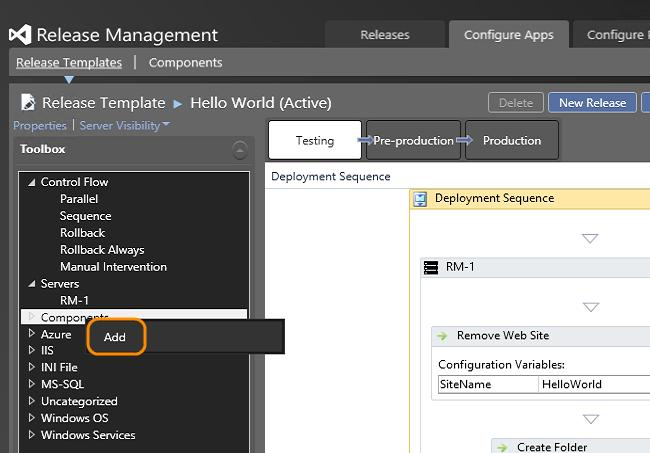 Release Management
Releases
Configure Apps
Configure
Release Templates | Components
Release Template ▸ Hello World (Active)
Delete
New Release
Properties | Server Visibility
Testing
Pre-production
Production
Toolbox
Deployment Sequence
Control Flow
Parallel
Sequence
Rollback
Rollback Always
Manual Intervention
Servers
RM-1
Components
Add
Azure
IIS
INI File
MS-SQL
Uncategorized
Windows OS
Windows Services
Deployment Sequence
RM-1
Remove Web Site
Configuration Variables:
SiteName HelloWorld
Create Folder